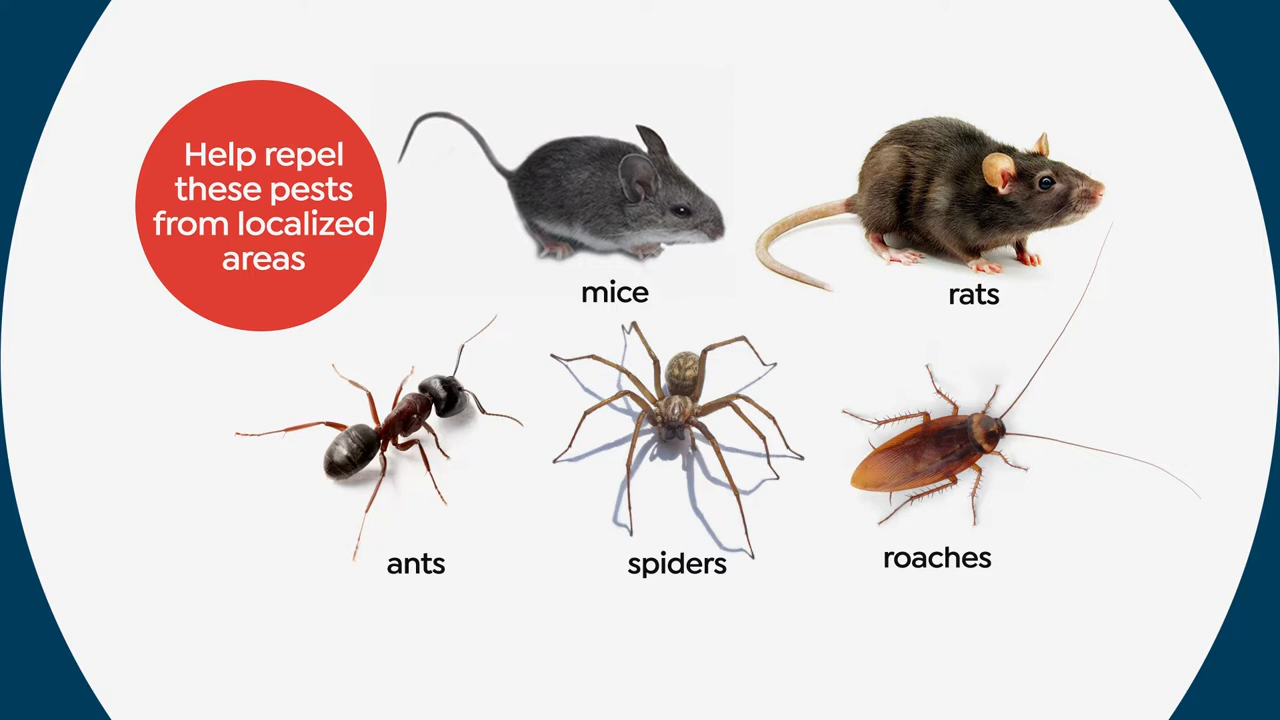 Help repel
these pests
from localized
areas
mice
rats
ants
spiders
roaches